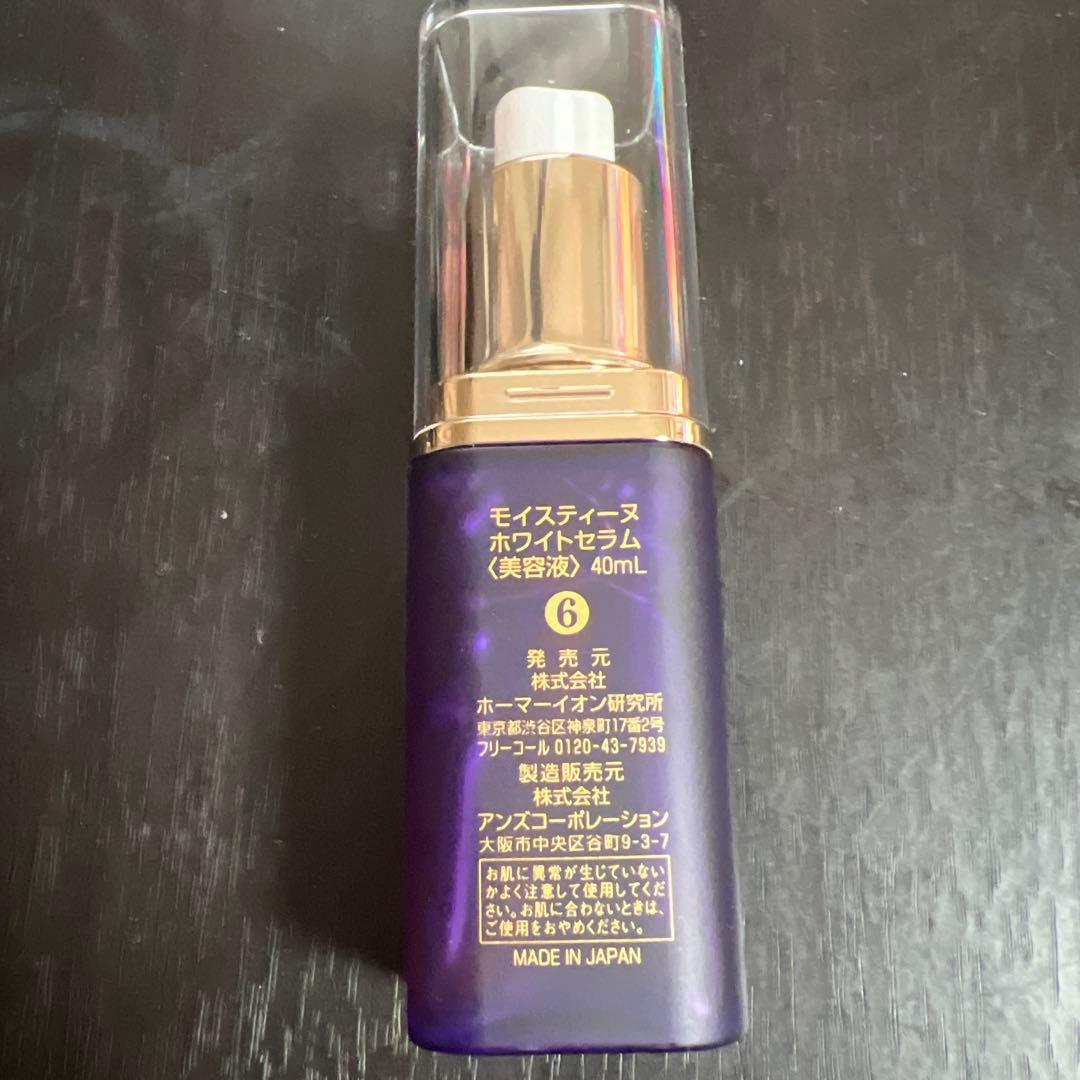 モイスティーヌ
ホワイトセラム
〈美容液〉 40mL
6
発売元
株式会社
ホーマーイオン研究所
東京都渋谷区神泉町17番2号
フリーコール 0120-43-7939
製造販売元
株式会社
アンズコーポレーション
大阪市中央区谷町9-3-7
お肌に異常が生じていない
かよく注意して使用してくだ
さい。お肌に合わないときは、
ご使用をおやめください。
MADE IN JAPAN